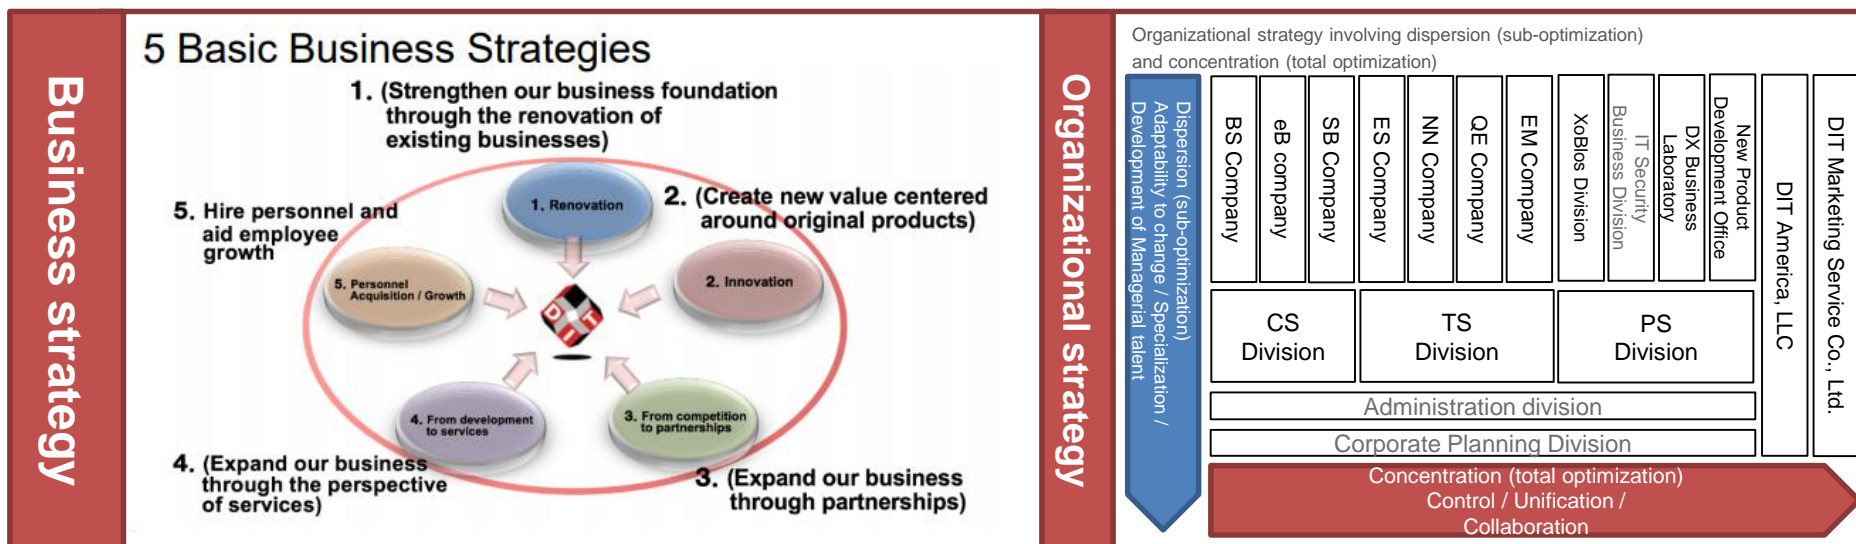 Business strategy
5 Basic Business Strategies
1. (Strengthen our business foundation
through the renovation of
existing businesses)
1. Renovation
2. (Create new value centered
around original products)
2. Innovation
5. Hire personnel and
aid employee
growth
5. Personnel
Acquisition / Growth
DIT
4. From development
to services
3. From competition
to partnerships
4. (Expand our business
through the perspective
of services)
3. (Expand our business
through partnerships)
Organizational strategy
Organizational strategy involving dispersion (sub-optimization)
and concentration (total optimization)
Dispersion (sub-optimization)
Adaptability to change / Specialization /
Development of Managerial talent
BS Company
eB company
SB Company
ES Company
NN Company
QE Company
EM Company
XoBlos Division
IT Security
Business Division
DX Business
Laboratory
New Product
Development Office
DIT America, LLC
DIT Marketing Service Co., Ltd.
CS
Division
TS
Division
PS
Division
Administration division
Corporate Planning Division
Concentration (total optimization)
Control / Unification /
Collaboration